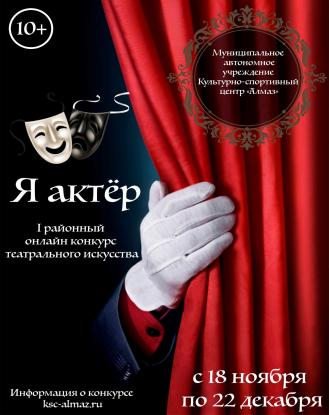 10+
Муниципальное
автономное
учреждение
Культурно-спортивный
центр «Алмаз»
Я актёр
I районный
онлайн конкурс
театрального искусства
с 18 ноября
по 22 декабря
Информация о конкурсе
ksc-almaz.ru